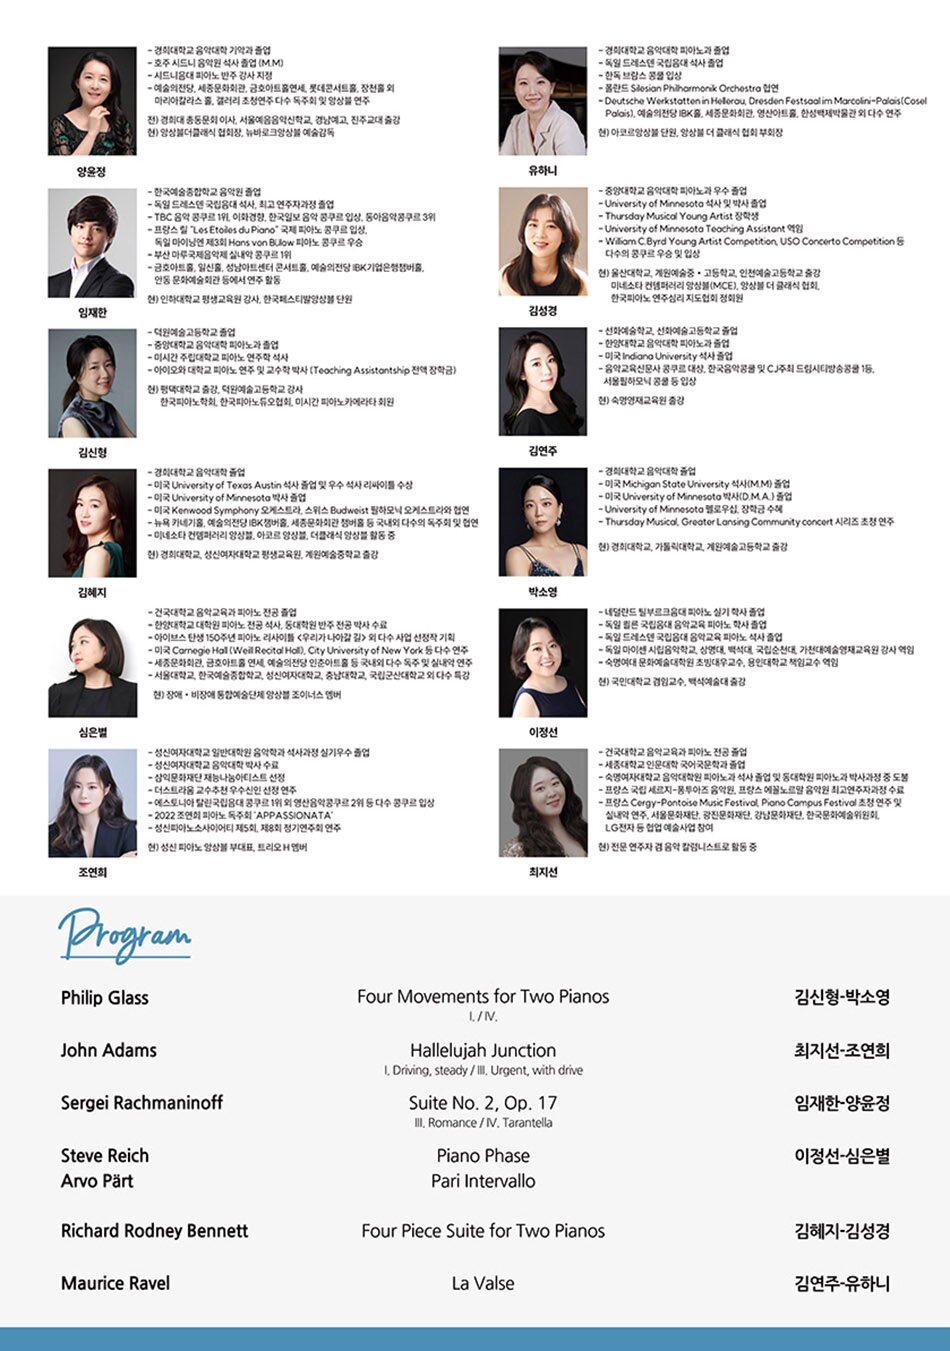 - 경희대학교 음악대학 기악과 졸업
- 호주 시드니 음악원 석사 졸업 (M.M)
- 시드니음대 피아노 반주 강사 지정
- 예술의전당, 세종문화회관, 금호아트홀연세, 롯데콘서트홀, 장천홀 외
마리아칼라스 홀, 갤러리 초청연주 다수 독주회 및 앙상블 연주
전) 경희대 총동문회 이사, 서울예음음악신학교, 경남예고, 진주교대 출강
현) 앙상블더클래식 협회장, 뉴바로크앙상블 예술감독
양윤정
- 경희대학교 음악대학 피아노과 졸업
- 독일 드레스덴 국립음대 석사 졸업
- 한독 브람스 콩쿨 입상
- 폴란드 Silesian Philharmonik Orchestra 협연
- Deutsche Werkstatten in Hellerau, Dresden Festsaal im Marcolini-Palais(Cosel
Palais), 예술의전당 IBK홀, 세종문화회관, 영산아트홀, 한성백제박물관 외 다수 연주
현) 아코르앙상블 단원, 앙상블 더 클래식 협회 부회장
유하니
- 한국예술종합학교 음악원 졸업
- 독일 드레스덴 국립음대 석사, 최고 연주자과정 졸업
- TBC 음악 콩쿠르 1위, 이화경향, 한국일보 음악 콩쿠르 입상, 동아음악콩쿠르 3위
- 프랑스 릴 "Les Etoiles du Piano" 국제 피아노 콩쿠르 입상,
독일 마이닝엔 제3회 Hans von BUlow 피아노 콩쿠르 우승
- 부산 마루국제음악제 실내악 콩쿠르 1위
- 금호아트홀, 일신홀, 성남아트센터 콘서트홀, 예술의전당 IBK기업은행챔버홀,
안동 문화예술회관 등에서 연주 활동
현) 인하대학교 평생교육원 강사, 한국페스티발앙상블 단원
임재한
- 중앙대학교 음악대학 피아노과 우수 졸업
- University of Minnesota 석사 및 박사 졸업
- Thursday Musical Young Artist 장학생
- University of Minnesota Teaching Assistant 역임
- William C.Byrd Young Artist Competition, USO Concerto Competition 등
다수의 콩쿠르 우승 및 입상
현) 울산대학교, 계원예술중・고등학교, 인천예술고등학교 출강
미네소타 컨템퍼러리 앙상블(MCE), 앙상블 더 클래식 협회,
한국피아노 연주심리 지도협회 정회원
김성경
- 덕원예술고등학교 졸업
- 중앙대학교 음악대학 피아노과 졸업
- 미시간 주립대학교 피아노 연주학 석사
- 아이오와 대학교 피아노 연주 및 교수학 박사 (Teaching Assistantship 전액 장학금)
현) 평택대학교 출강, 덕원예술고등학교 강사
한국피아노학회, 한국피아노듀오협회, 미시간 피아노카메라타 회원
김신형
- 선화예술학교, 선화예술고등학교 졸업
- 한양대학교 음악대학 피아노과 졸업
- 미국 Indiana University 석사 졸업
- 음악교육신문사 콩쿠르 대상, 한국음악콩쿨 및 CJ주최 드림시티방송콩쿨 1등,
서울필하모닉 콩쿨 등 입상
현) 숙명영재교육원 출강
김연주
- 경희대학교 음악대학 졸업
- 미국 University of Texas Austin 석사 졸업 및 우수 석사 리싸이틀 수상
- 미국 University of Minnesota 박사 졸업
- 미국 Kenwood Symphony 오케스트라, 스위스 Budweist 필하모닉 오케스트라와 협연
- 뉴욕 카네기홀, 예술의전당 IBK챔버홀, 세종문화회관 챔버홀 등 국내외 다수의 독주회 및 협연
- 미네소타 컨템퍼러리 앙상블, 아코르 앙상블, 더클래식 앙상블 활동 중
현) 경희대학교, 성신여자대학교 평생교육원, 계원예술중학교 출강
김혜지
- 경희대학교 음악대학 졸업
- 미국 Michigan State University 석사(M.M) 졸업
- 미국 University of Minnesota 박사(D.M.A.) 졸업
- University of Minnesota 펠로우십, 장학금 수혜
- Thursday Musical, Greater Lansing Community concert 시리즈 초청 연주
현) 경희대학교, 가톨릭대학교, 계원예술고등학교 출강
박소영
- 건국대학교 음악교육과 피아노 전공 졸업
- 한양대학교 대학원 피아노 전공 석사, 동대학원 반주 전공 박사 수료
- 아이브스 탄생 150주년 피아노 리사이틀 <우리가 나아갈 길> 외 다수 사업 선정작 기획
- 미국 Carnegie Hall (Weil Recital Hall), City University of New York 등 다수 연주
- 세종문화회관, 금호아트홀 연세, 예술의전당 인춘아트홀 등 국내외 다수 독주 및 실내악 연주
- 서울대학교, 한국예술종합학교, 성신여자대학교, 충남대학교, 국립군산대학교 외 다수 특강
현) 장애・비장애 통합예술단체 앙상블 조이너스 멤버
심은별
- 네덜란드 틸부르크음대 피아노 실기 학사 졸업
- 독일 쾰른 국립음대 음악교육 피아노 학사 졸업
- 독일 드레스덴 국립음대 음악교육 피아노 석사 졸업
- 독일 마이센 시립음악학교, 상명대, 백석대, 국립순천대, 가천대예술영재교육원 강사 역임
- 숙명여대 문화예술대학원 초빙대우교수, 용인대학교 책임교수 역임
현) 국민대학교 겸임교수, 백석예술대 출강
이정선
- 성신여자대학교 일반대학원 음악학과 석사과정 실기우수 졸업
- 성신여자대학교 박사 수료
- 삼익문화재단 재능나눔아티스트 선정
- 더스트라움 교수추천 우수신인 선정 연주
- 에스토니아 탈린국립음대 콩쿠르 1위 외 영산음악콩쿠르 2위 등 다수 콩쿠르 입상
- 2022 조연희 피아노 독주회 'APPASSIONATA'
- 성신피아노소사이어티 제5회, 제8회 정기연주회 연주
현) 성신 피아노 앙상블 부대표, 트리오 H 멤버
조연희
- 건국대학교 음악교육과 피아노 전공 졸업
- 세종대학교 인문대학 국어국문학과 졸업
- 숙명여자대학교 음악대학원 피아노과 석사 졸업 및 동대학원 피아노과 박사과정 중 도불
- 프랑스 국립 세르지-퐁투아즈 음악원, 프랑스 에꼴노르말 음악원 최고연주자과정 수료
- 프랑스 Cergy-Pontoise Music Festival, Piano Campus Festival 초청 연주 및
실내악 연주, 서울문화재단, 광진문화재단, 강남문화재단, 한국문화예술위원회,
LG전자 등 협업 예술사업 참여
현) 전문 연주자 겸 음악 칼럼니스트로 활동 중
최지선
Program
Philip Glass Four Movements for Two Pianos 김신형-박소영
I. / IV.
John Adams Hallelujah Junction 최지선-조연희
I. Driving, steady / III. Urgent, with drive
Sergei Rachmaninoff Suite No. 2, Op. 17 임재한-양윤정
III. Romance / IV. Tarantella
Steve Reich Piano Phase 이정선-심은별
Arvo Pärt Pari Intervallo
Richard Rodney Bennett Four Piece Suite for Two Pianos 김혜지-김성경
Maurice Ravel La Valse 김연주-유하니